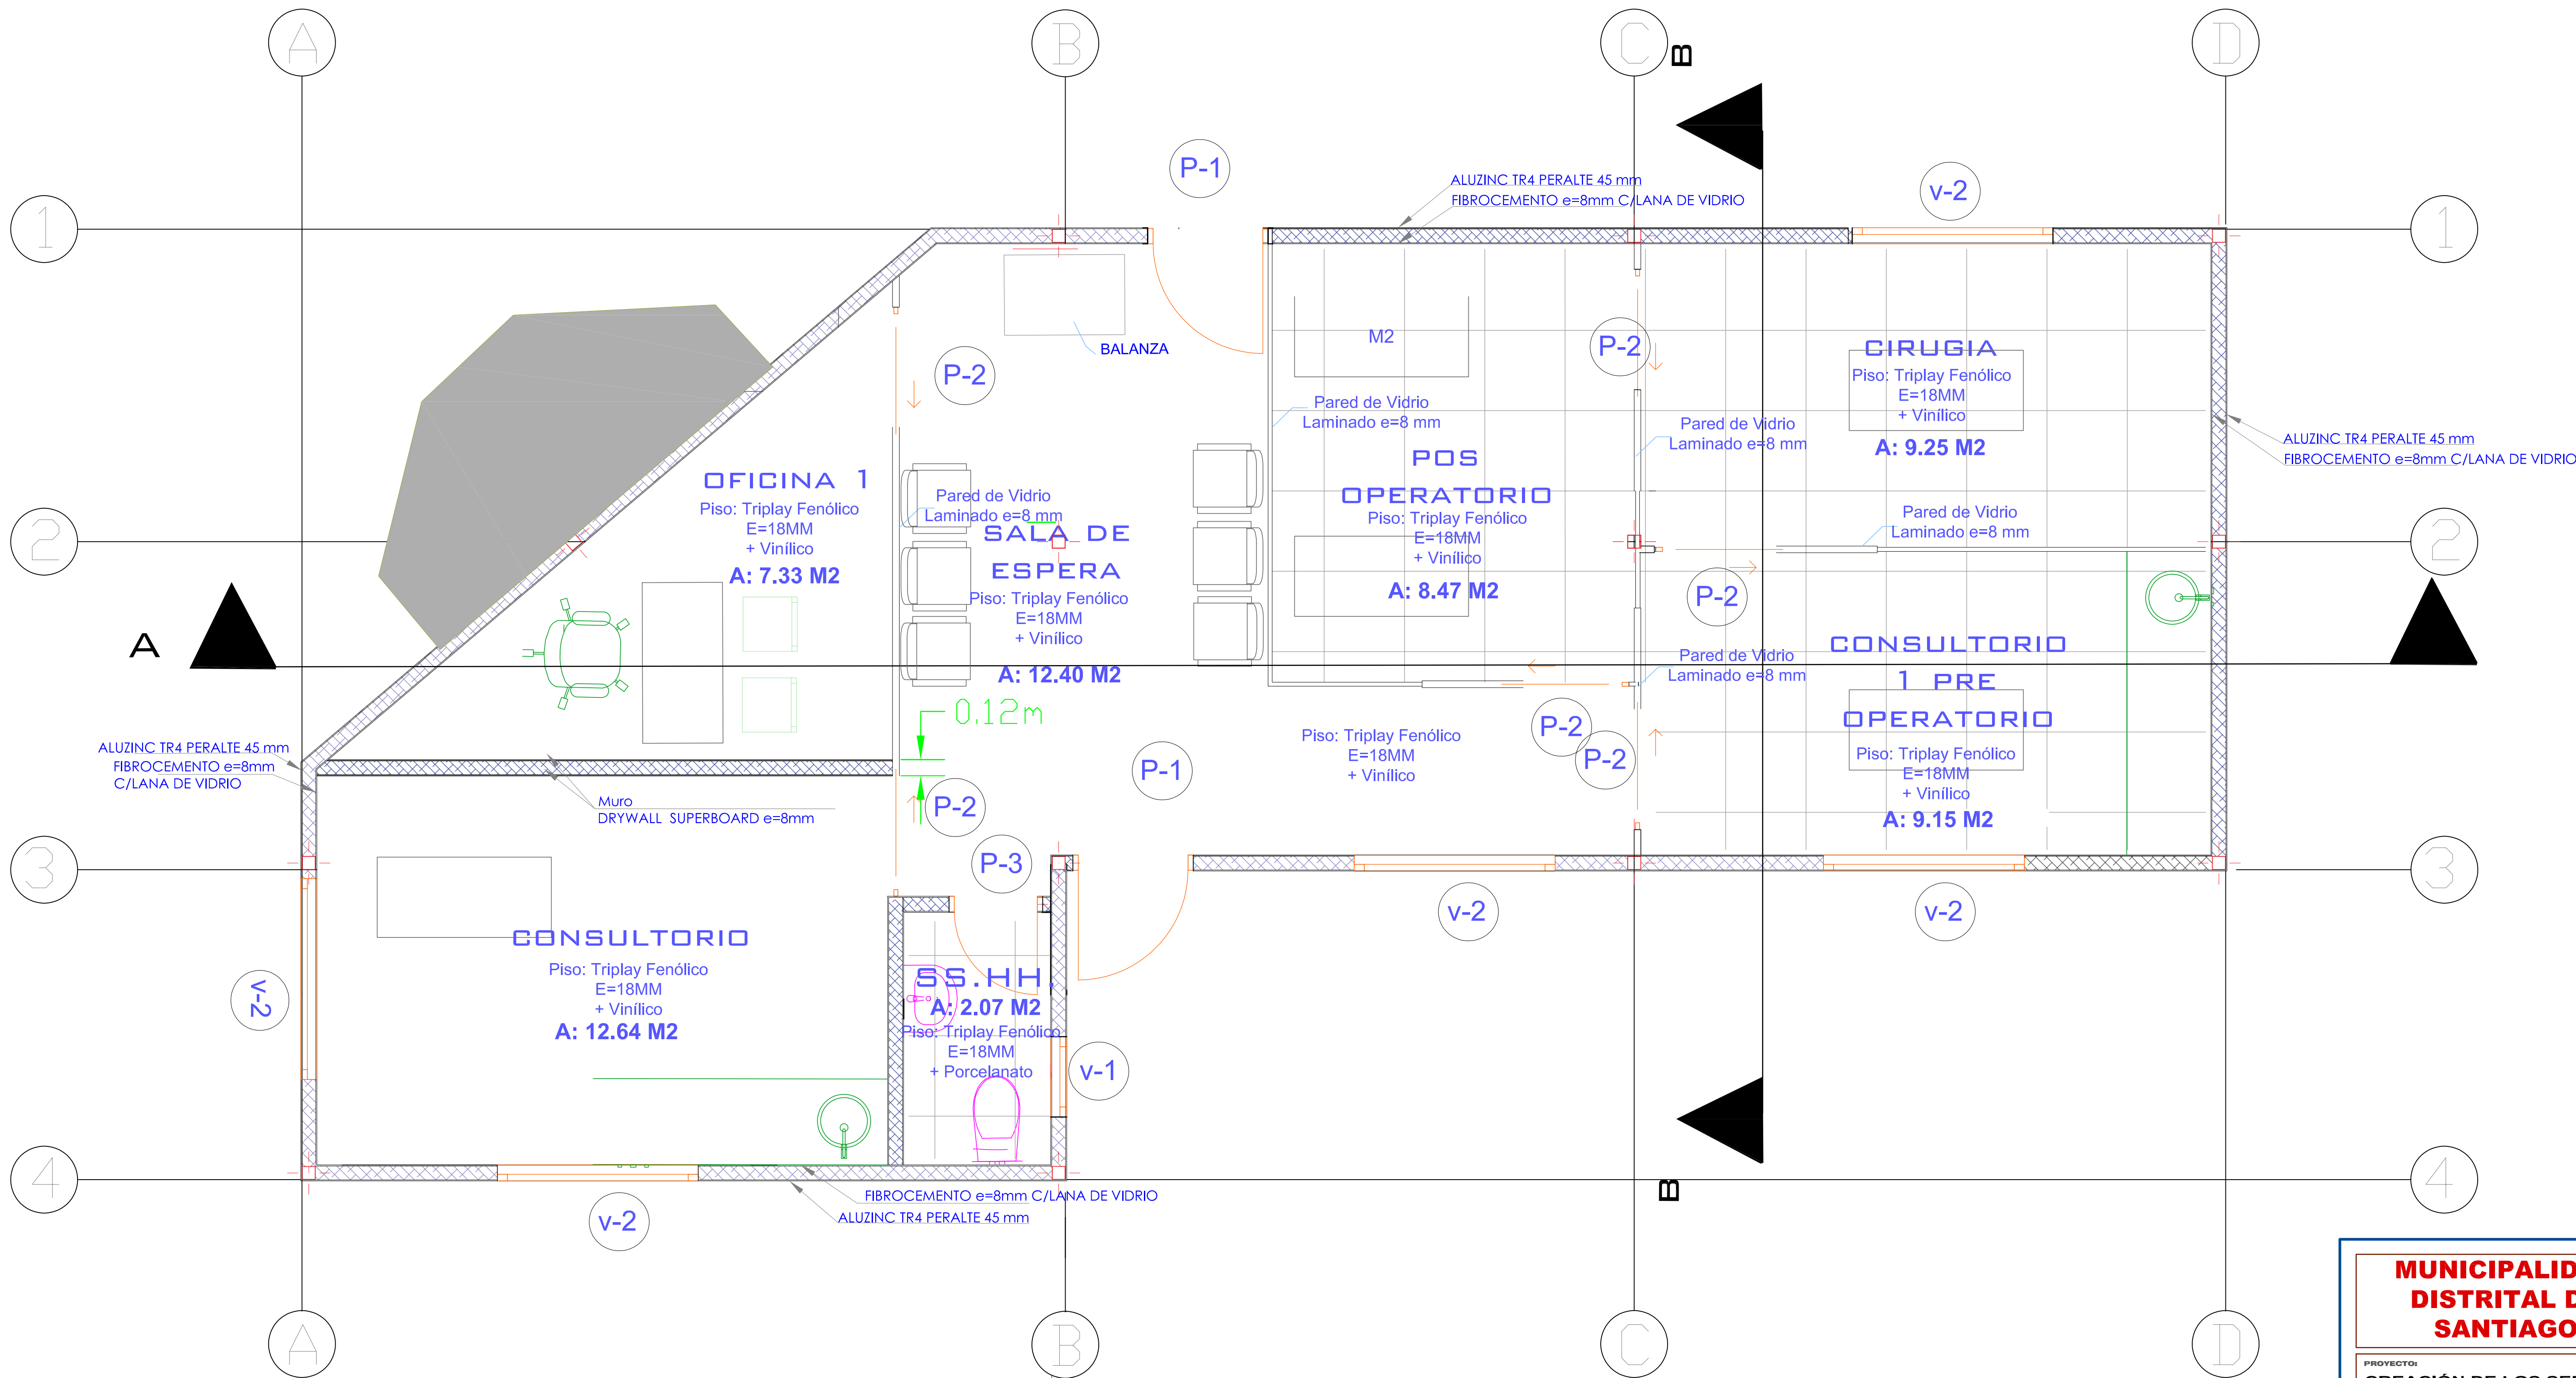 A
B
C
D
B
P-1
ALUZINC TR4 PERALTE 45 mm
FIBROCEMENTO e=8mm C/LANA DE VIDRIO
v-2
1
1
P-2
BALANZA
M2
P-2
CIRUGIA
Piso: Triplay Fenólico
E=18MM
+ Vinílico
A: 9.25 M2
Pared de Vidrio
Laminado e=8 mm
Pared de Vidrio
Laminado e=8 mm
ALUZINC TR4 PERALTE 45 mm
FIBROCEMENTO e=8mm C/LANA DE VIDRIO
OFICINA 1
Piso: Triplay Fenólico
E=18MM
+ Vinílico
A: 7.33 M2
Pared de Vidrio
Laminado e=8 mm
SALA DE
ESPERA
Piso: Triplay Fenólico
E=18MM
+ Vinílico
A: 12.40 M2
POS
OPERATORIO
Piso: Triplay Fenólico
E=18MM
+ Vinílico
A: 8.47 M2
Pared de Vidrio
Laminado e=8 mm
2
2
P-2
A
CONSULTORIO
1 PRE
OPERATORIO
Piso: Triplay Fenólico
E=18MM
+ Vinílico
A: 9.15 M2
Pared de Vidrio
Laminado e=8 mm
0.12m
P-2
P-2
Piso: Triplay Fenólico
E=18MM
+ Vinílico
ALUZINC TR4 PERALTE 45 mm
FIBROCEMENTO e=8mm
C/LANA DE VIDRIO
P-1
P-2
Muro
DRYWALL SUPERBOARD e=8mm
P-3
3
3
v-2
v-2
CONSULTORIO
Piso: Triplay Fenólico
E=18MM
+ Vinílico
A: 12.64 M2
v-2
SS.HH.
A: 2.07 M2
Piso: Triplay Fenólico
E=18MM
+ Porcelanato
v-1
4
4
FIBROCEMENTO e=8mm C/LANA DE VIDRIO
ALUZINC TR4 PERALTE 45 mm
v-2
B
A
B
C
D
MUNICIPALID
DISTRITAL D
SANTIAGO
PROYECTO: